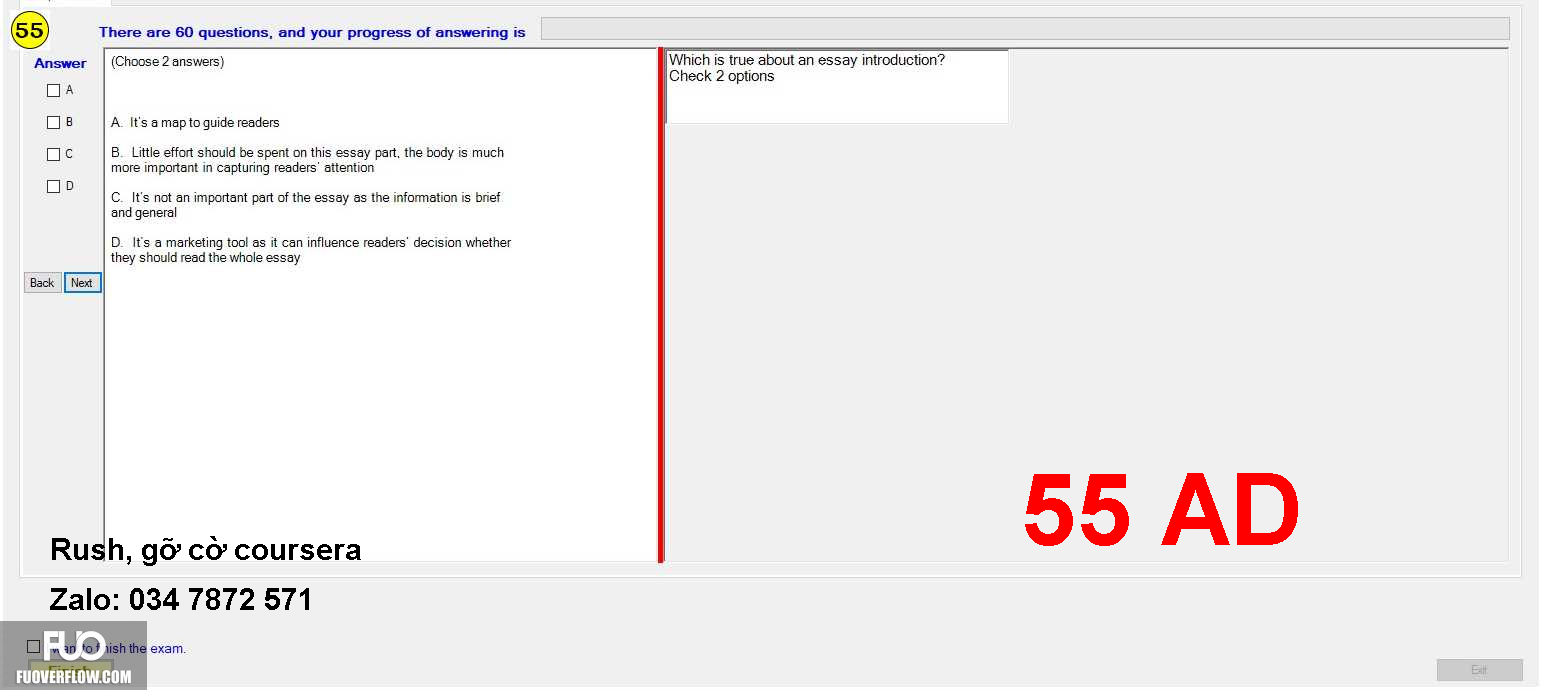 55
There are 60 questions, and your progress of answering is
Answer
(Choose 2 answers)
A
B
C
D
A. It's a map to guide readers
B. Little effort should be spent on this essay part, the body is much
more important in capturing readers' attention
C. It's not an important part of the essay as the information is brief
and general
D. It's a marketing tool as it can influence readers' decision whether
they should read the whole essay
Back Next
Which is true about an essay introduction?
Check 2 options
55 AD
Rush, gỡ cờ coursera
Zalo: 034 7872 571
want to finish the exam.
Finish
FUO
FUOVERFLOW.COM
Exit